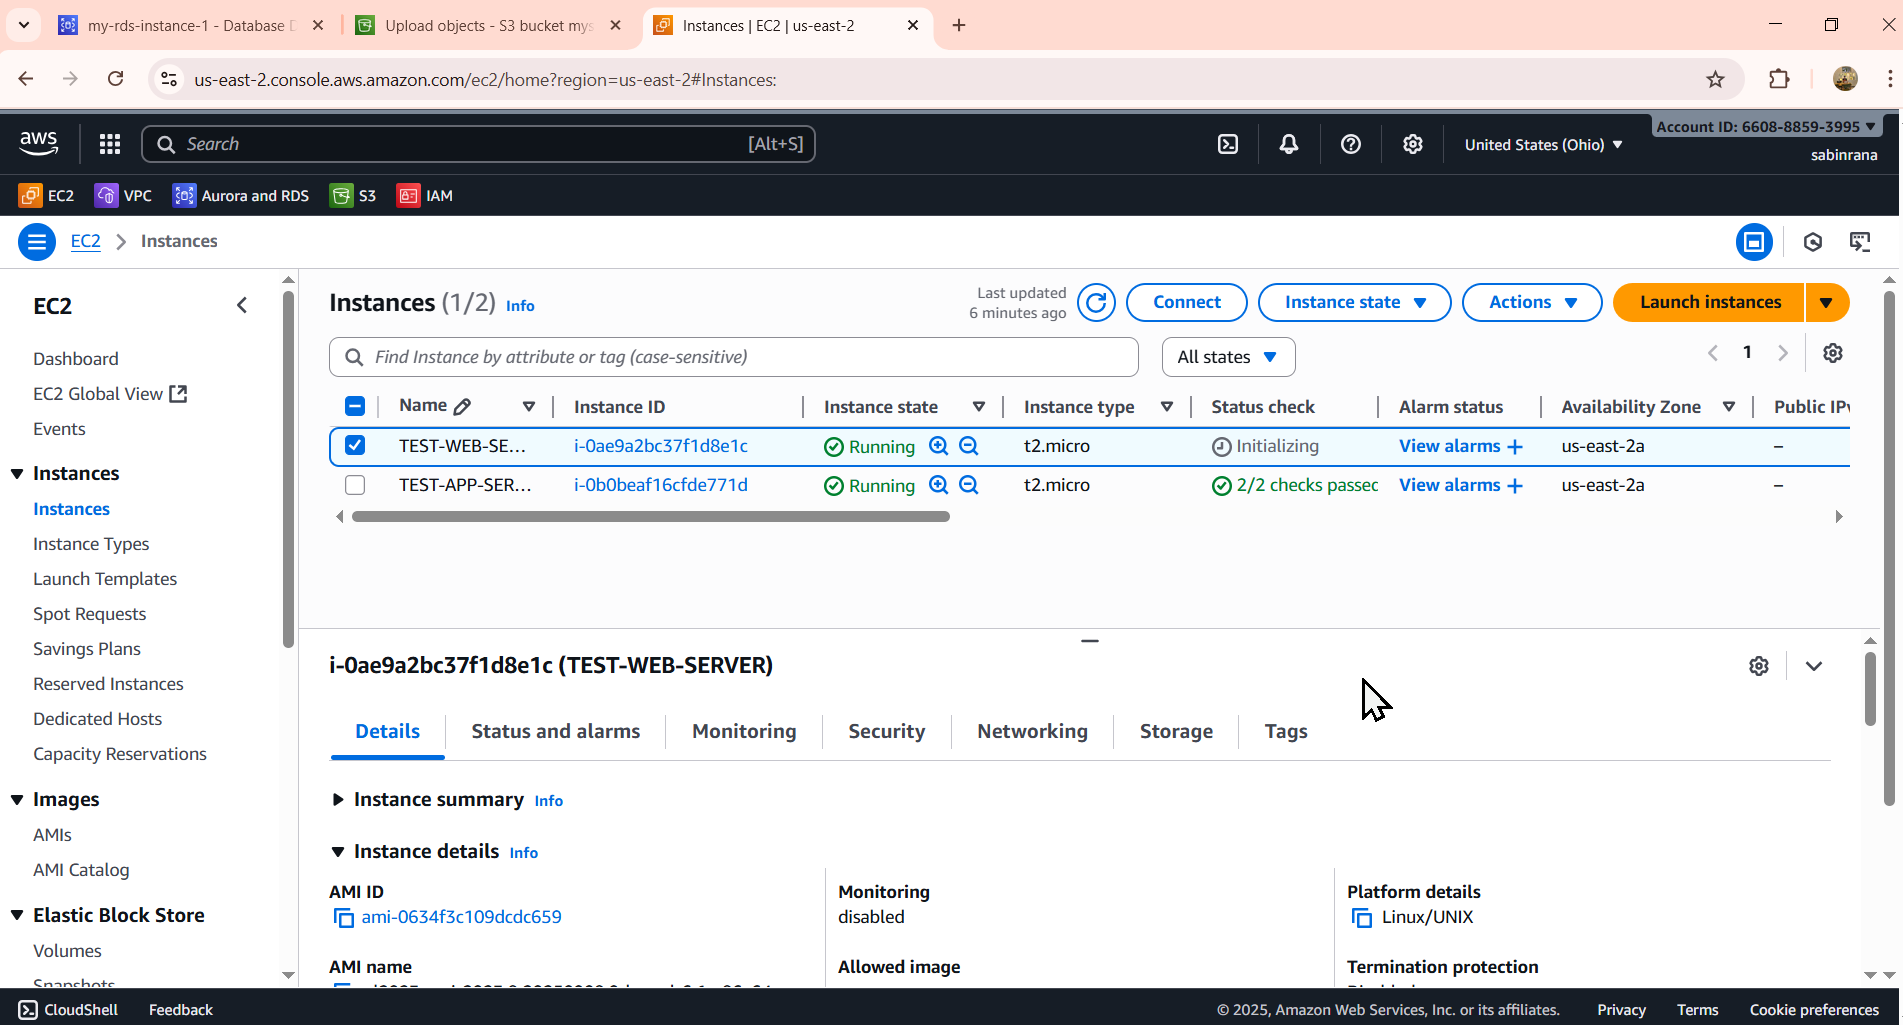 my-rds-instance-1 - Database D
Upload objects - S3 bucket mys
Instances | EC2 | us-east-2
us-east-2.console.aws.amazon.com/ec2/home?region=us-east-2#Instances:
aws
Search
[Alt+S]
United States (Ohio)
Account ID: 6608-8859-3995
sabinrana
EC2
VPC
Aurora and RDS
S3
IAM
EC2
Instances
EC2
Dashboard
EC2 Global View
Events
Instances
Instances
Instance Types
Launch Templates
Spot Requests
Savings Plans
Reserved Instances
Dedicated Hosts
Capacity Reservations
Images
AMIs
AMI Catalog
Elastic Block Store
Volumes
Snapshots
Instances (1/2) Info
Last updated
6 minutes ago
Connect
Instance state
Actions
Launch instances
Find Instance by attribute or tag (case-sensitive)
All states
1
Name Instance ID Instance state Instance type Status check Alarm status Availability Zone Public IPv
TEST-WEB-SE... i-0ae9a2bc37f1d8e1c Running t2.micro Initializing View alarms + us-east-2a –
TEST-APP-SER... i-0b0beaf16cfde771d Running t2.micro 2/2 checks passed View alarms + us-east-2a –
i-0ae9a2bc37f1d8e1c (TEST-WEB-SERVER)
Details
Status and alarms
Monitoring
Security
Networking
Storage
Tags
Instance summary Info
Instance details Info
AMI ID
ami-0634f3c109dcdc659
Monitoring
disabled
Platform details
Linux/UNIX
AMI name
Allowed image
Termination protection
CloudShell
Feedback
© 2025, Amazon Web Services, Inc. or its affiliates.
Privacy
Terms
Cookie preferences